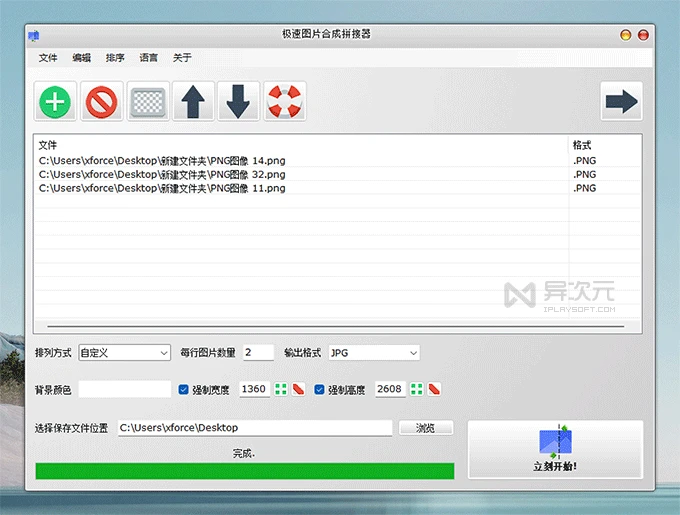 极速图片合成拼接器
文件 编辑 排序 语言 关于
文件 格式
C:\Users\xforce\Desktop\新建文件夹\PNG图像 14.png .PNG
C:\Users\xforce\Desktop\新建文件夹\PNG图像 32.png .PNG
C:\Users\xforce\Desktop\新建文件夹\PNG图像 11.png .PNG
异次元
IPLAYSOFT.COM
排列方式 自定义 每行图片数量 2 输出格式 JPG
背景颜色 强制宽度 1360 强制高度 2608
选择保存文件位置 C:\Users\xforce\Desktop 浏览
完成.
立刻开始!